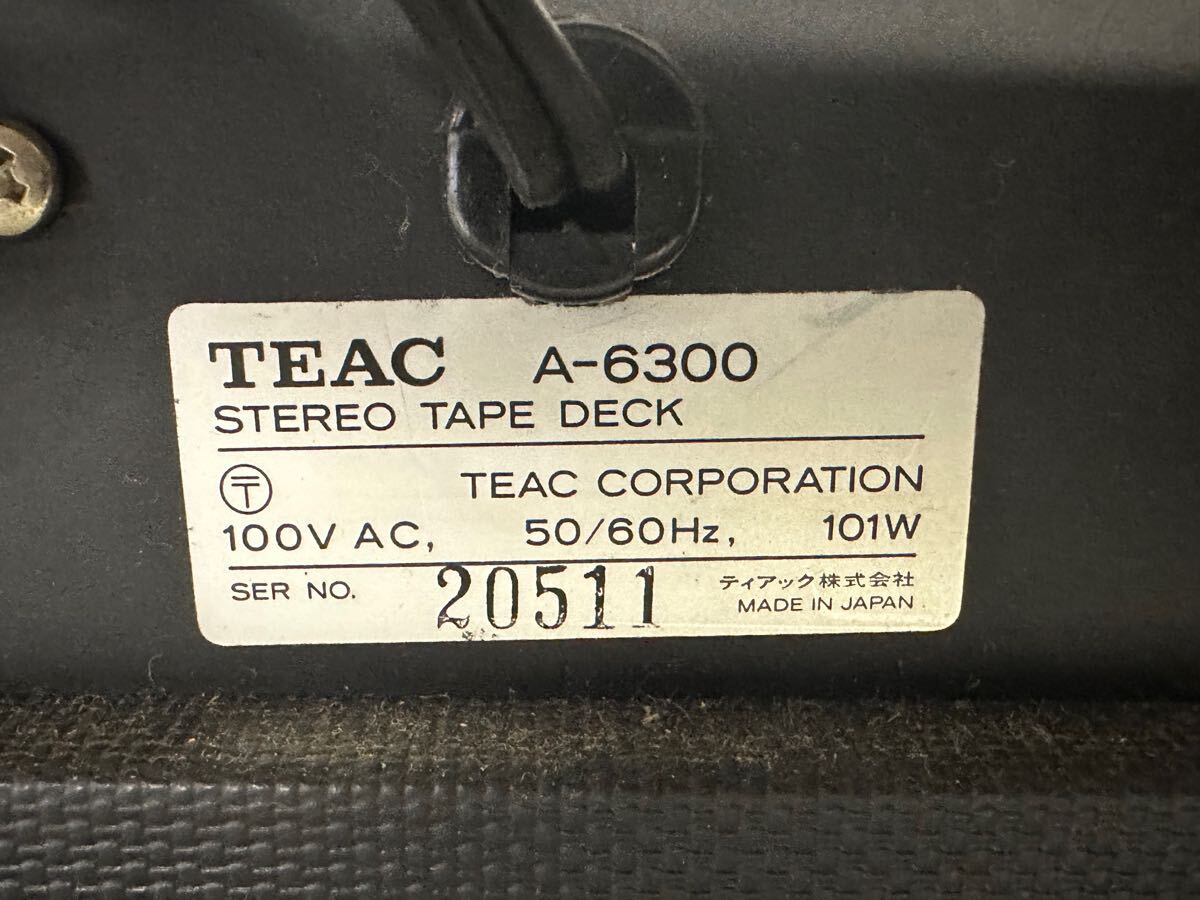 TEAC A-6300
STEREO TAPE DECK
〒 TEAC CORPORATION
100V AC, 50/60Hz, 101W
SER NO. 20511 ティアック株式会社
MADE IN JAPAN